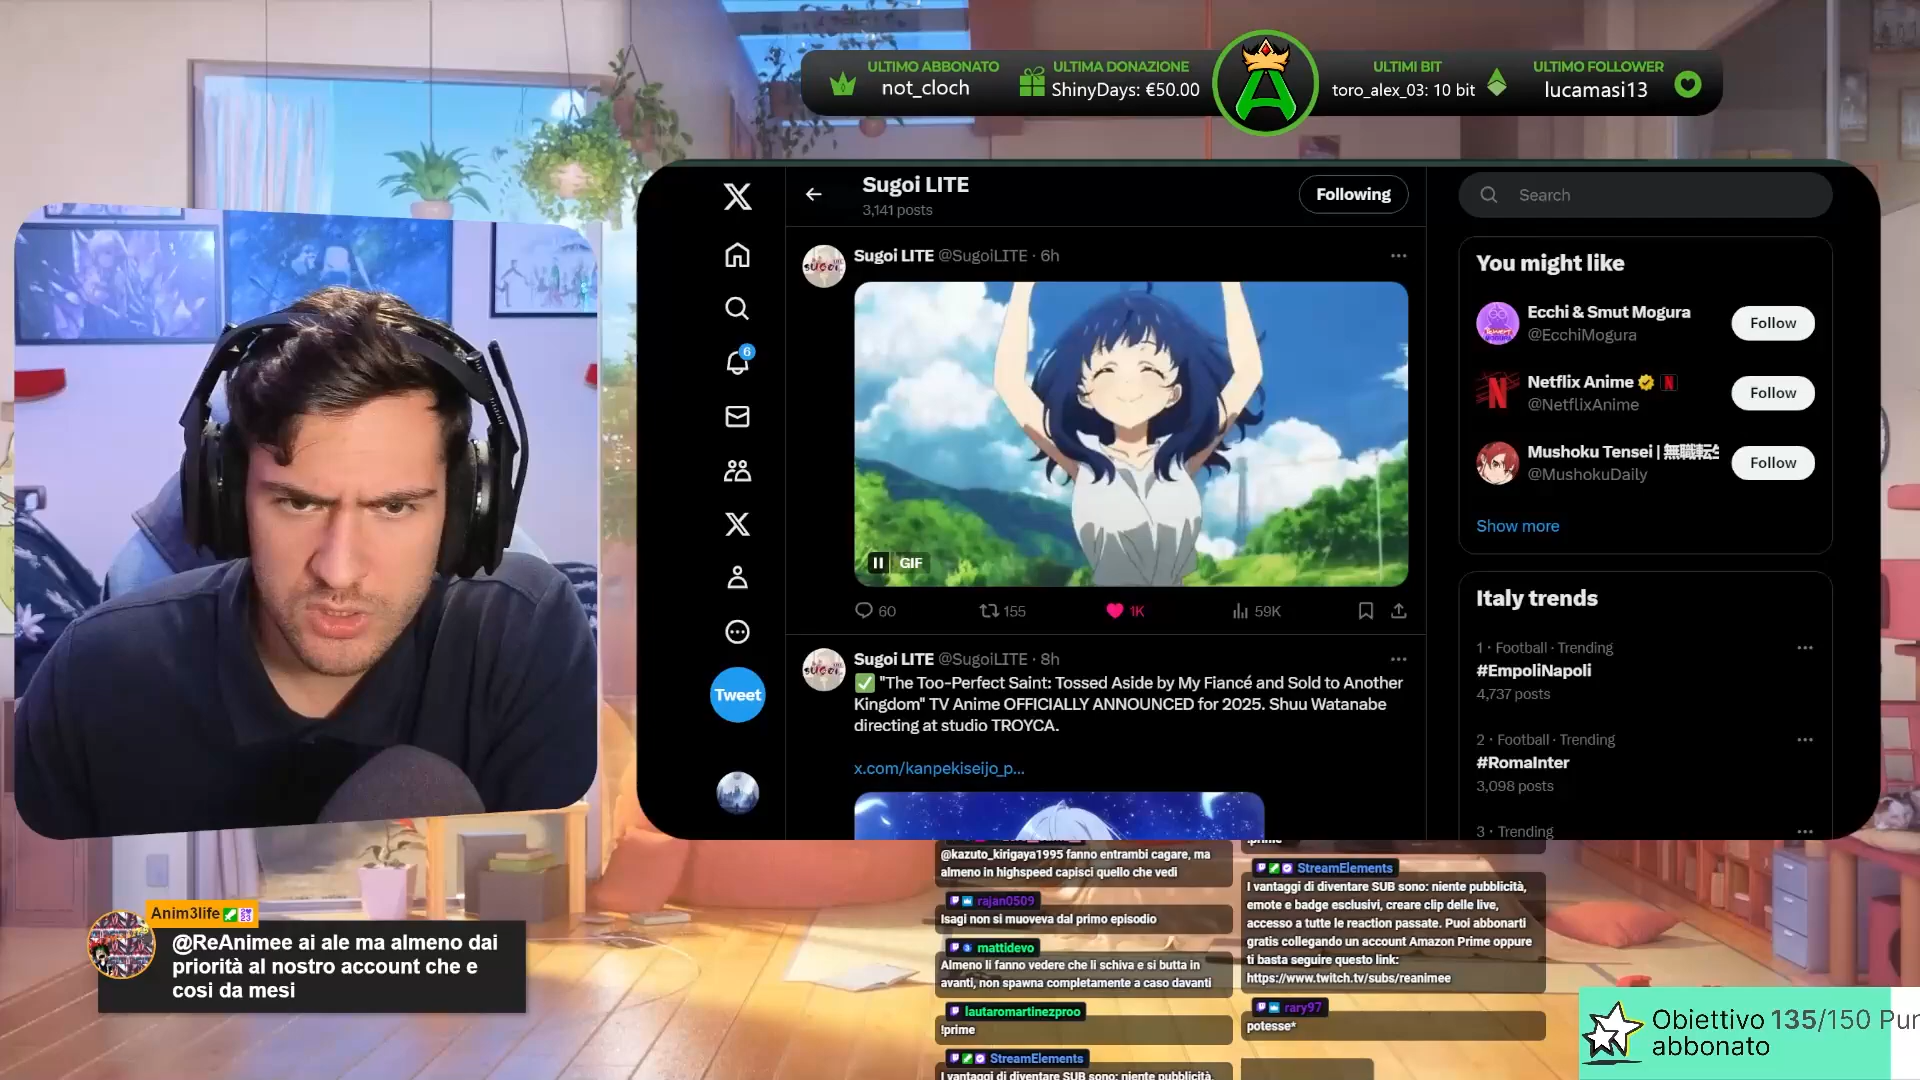 ULTIMO ABBONATO
not_cloch
ULTIMA DONAZIONE
ShinyDays: €50.00
ULTIMI BIT
toro_alex_03: 10 bit
ULTIMO FOLLOWER
lucamasi13
Sugoi LITE
3,141 posts
Following
Search
Sugoi LITE @SugoiLITE · 6h
GIF
60
155
1K
59K
Sugoi LITE @SugoiLITE · 8h
✅ "The Too-Perfect Saint: Tossed Aside by My Fiancé and Sold to Another
Kingdom" TV Anime OFFICIALLY ANNOUNCED for 2025. Shuu Watanabe
directing at studio TROYCA.
x.com/kanpekiseijo_p...
6
Tweet
You might like
Ecchi & Smut Mogura
@EcchiMogura
Follow
Netflix Anime
@NetflixAnime
Follow
Mushoku Tensei | 無職転生
@MushokuDaily
Follow
Show more
Italy trends
1 · Football · Trending
#EmpoliNapoli
4,737 posts
2 · Football · Trending
#RomaInter
3,098 posts
3 · Trending
Anim3life
@ReAnimee ai ale ma almeno dai
priorità al nostro account che e
cosi da mesi
@kazuto_kirigaya1995 fanno entrambi cagare, ma
almeno in highspeed capisci quello che vedi
rajan0509
Isagi non si muoveva dal primo episodio
mattidevo
Almeno li fanno vedere che li schiva e si butta in
avanti, non spawna completamente a caso davanti
lautaromartinezproo
!prime
StreamElements
I vantaggi di diventare SUB sono: niente pubblicità,
!prime
StreamElements
I vantaggi di diventare SUB sono: niente pubblicità,
emote e badge esclusivi, creare clip delle live,
accesso a tutte le reaction passate. Puoi abbonarti
gratis collegando un account Amazon Prime oppure
ti basta seguire questo link:
https://www.twitch.tv/subs/reanimee
rary97
potesse*
Obiettivo 135/150 Pun
abbonato